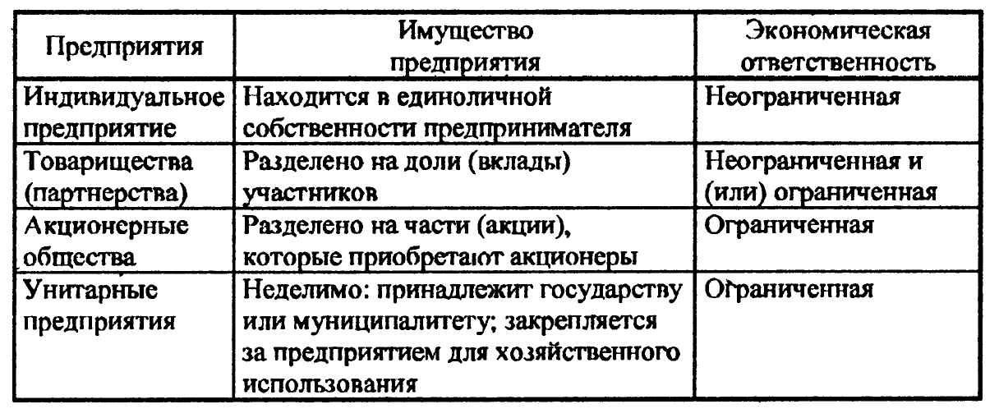 Предприятия
Имущество
предприятия
Экономическая
ответственность
Индивидуальное
предприятие
Находится в единоличной
собственности предпринимателя
Неограниченная
Товарищества
(партнерства)
Разделено на доли (вклады)
участников
Неограниченная и
(или) ограниченная
Акционерные
общества
Разделено на части (акции),
которые приобретают акционеры
Ограниченная
Унитарные
предприятия
Неделимо: принадлежит государству
или муниципалитету; закрепляется
за предприятием для хозяйственного
использования
Ограниченная